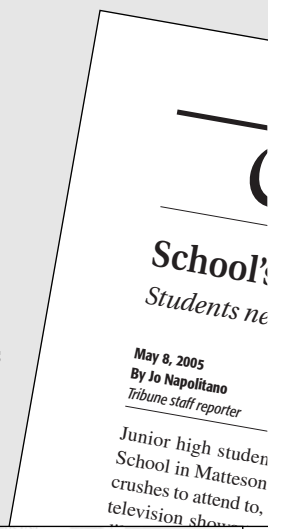 School's
Students ne
May 8, 2005
By Jo Napolitano
Tribune staff reporter
Junior high studen
School in Matteson
crushes to attend to,
television show